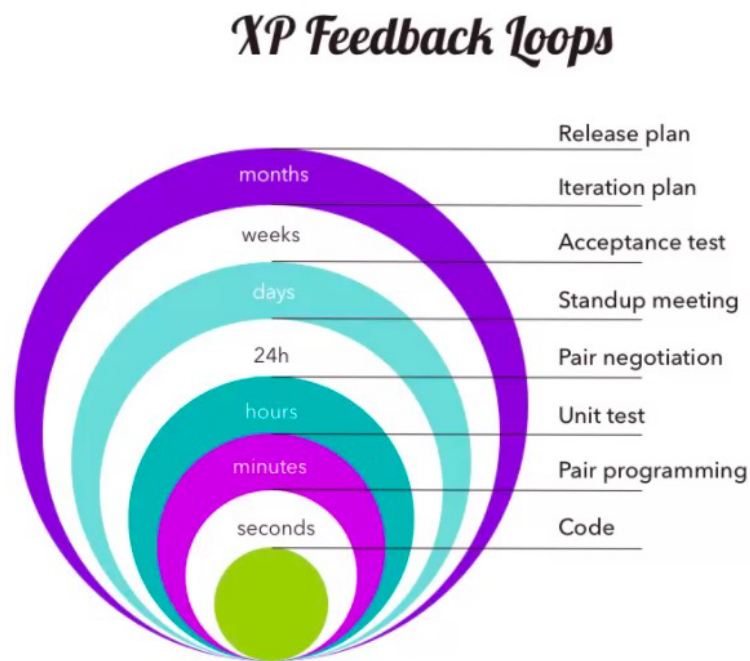 XP Feedback Loops
Release plan
months
Iteration plan
weeks
Acceptance test
days
Standup meeting
24h
Pair negotiation
hours
Unit test
minutes
Pair programming
seconds
Code